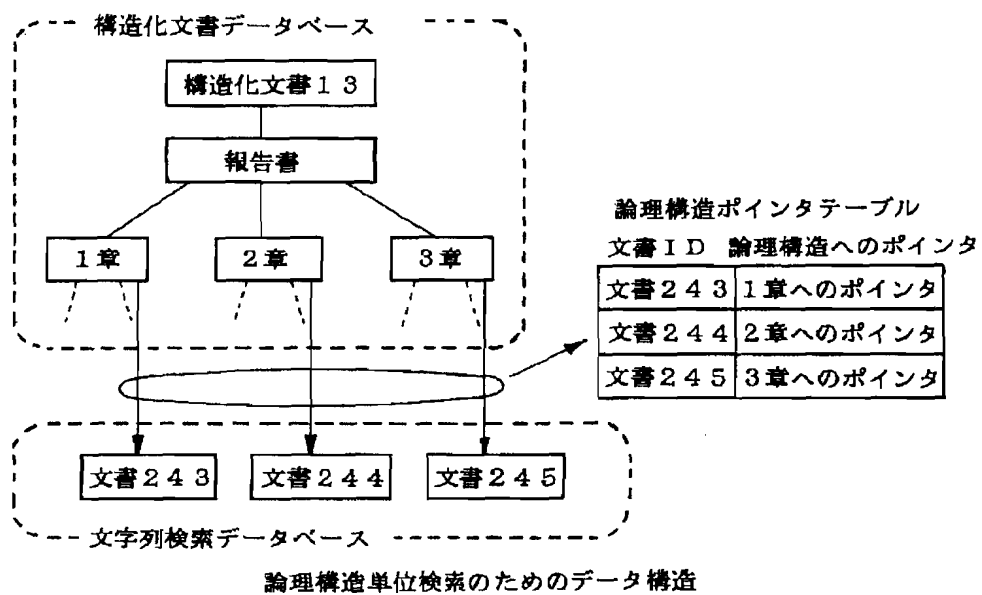 構造化文書データベース
構造化文書１３
報告書
１章 ２章 ３章
論理構造ポインタテーブル
文書ＩＤ 論理構造へのポインタ
文書２４３ １章へのポインタ
文書２４４ ２章へのポインタ
文書２４５ ３章へのポインタ
文書２４３ 文書２４４ 文書２４５
文字列検索データベース
論理構造単位検索のためのデータ構造